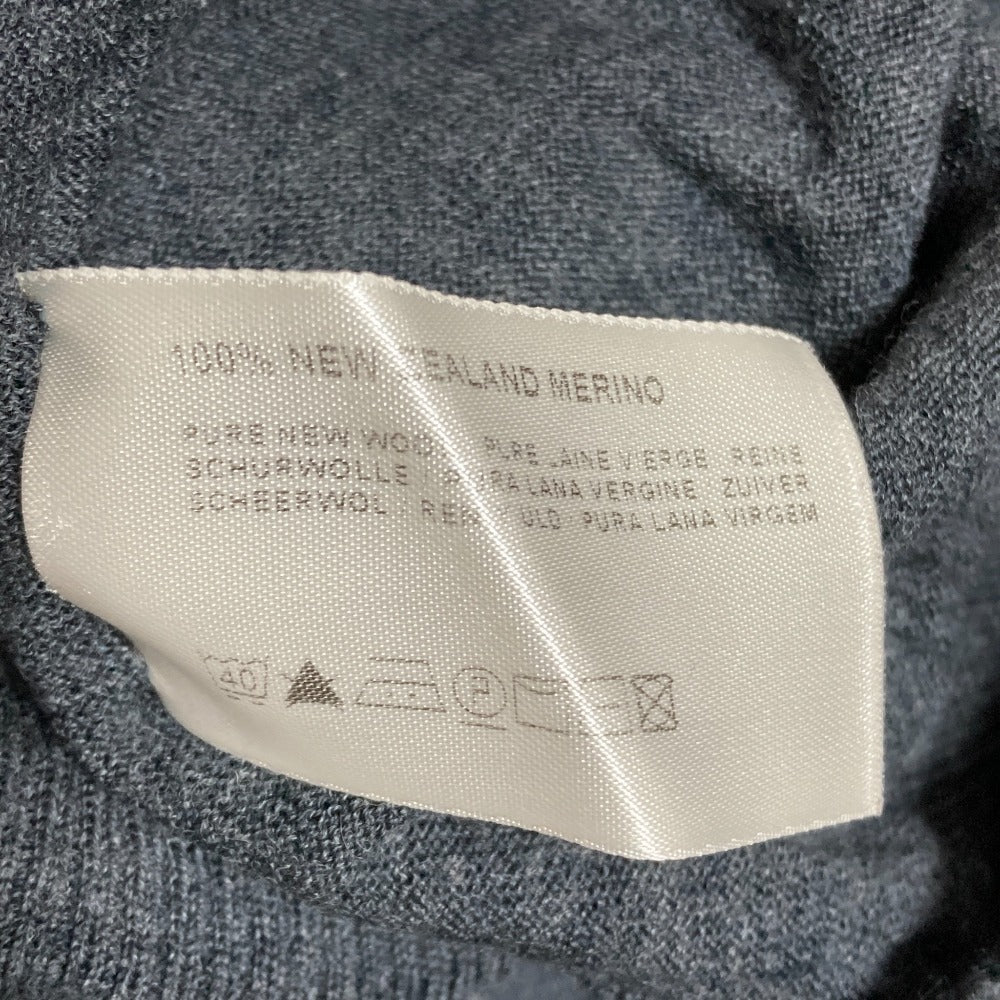 100% NEW ZEALAND MERINO
PURE NEW WOOL PURE LAINE VIERGE REINE
SCHURWOLLE PURA LANA VERGINE ZUIVER
SCHEERWOL REN ULD PURA LANA VIRGEM
40 P